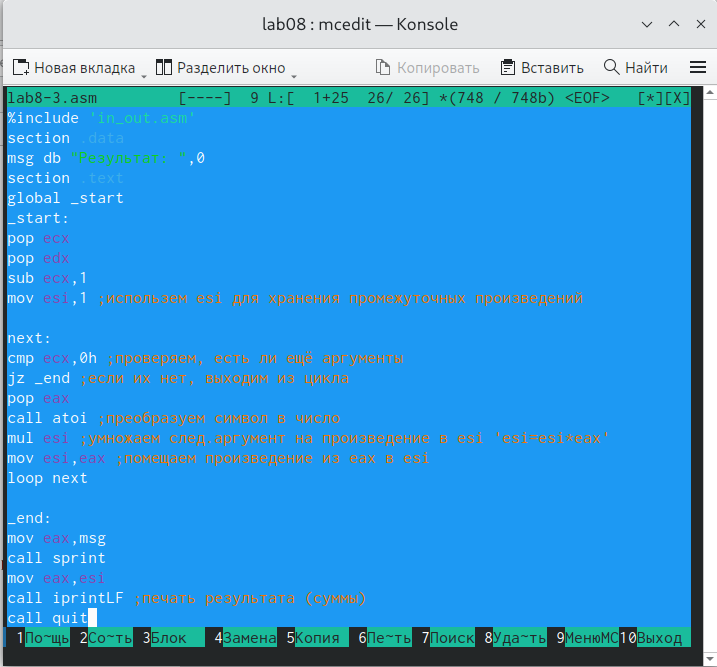 lab08 : mcedit — Konsole
Новая вкладка Разделить окно Копировать Вставить Найти
lab8-3.asm [----] 9 L:[ 1+25 26/ 26] *(748 / 748b) <EOF> [*][X]
%include 'in_out.asm'
section .data
msg db "Результат: ",0
section .text
global _start
_start:
pop ecx
pop edx
sub ecx,1
mov esi,1 ;использем esi для хранения промежуточных произведений
next:
cmp ecx,0h ;проверяем, есть ли ещё аргументы
jz _end ;если их нет, выходим из цикла
pop eax
call atoi ;преобразуем символ в число
mul esi ;умножаем след.аргумент на произведение в esi 'esi=esi*eax'
mov esi,eax ;помещаем произведение из eax в esi
loop next
_end:
mov eax,msg
call sprint
mov eax,esi
call iprintLF ;печать результата (суммы)
call quit
1По~щь 2Со~ть 3Блок 4Замена 5Копия 6Пе~ть 7Поиск 8Уда~ть 9МенюMC 10Выход